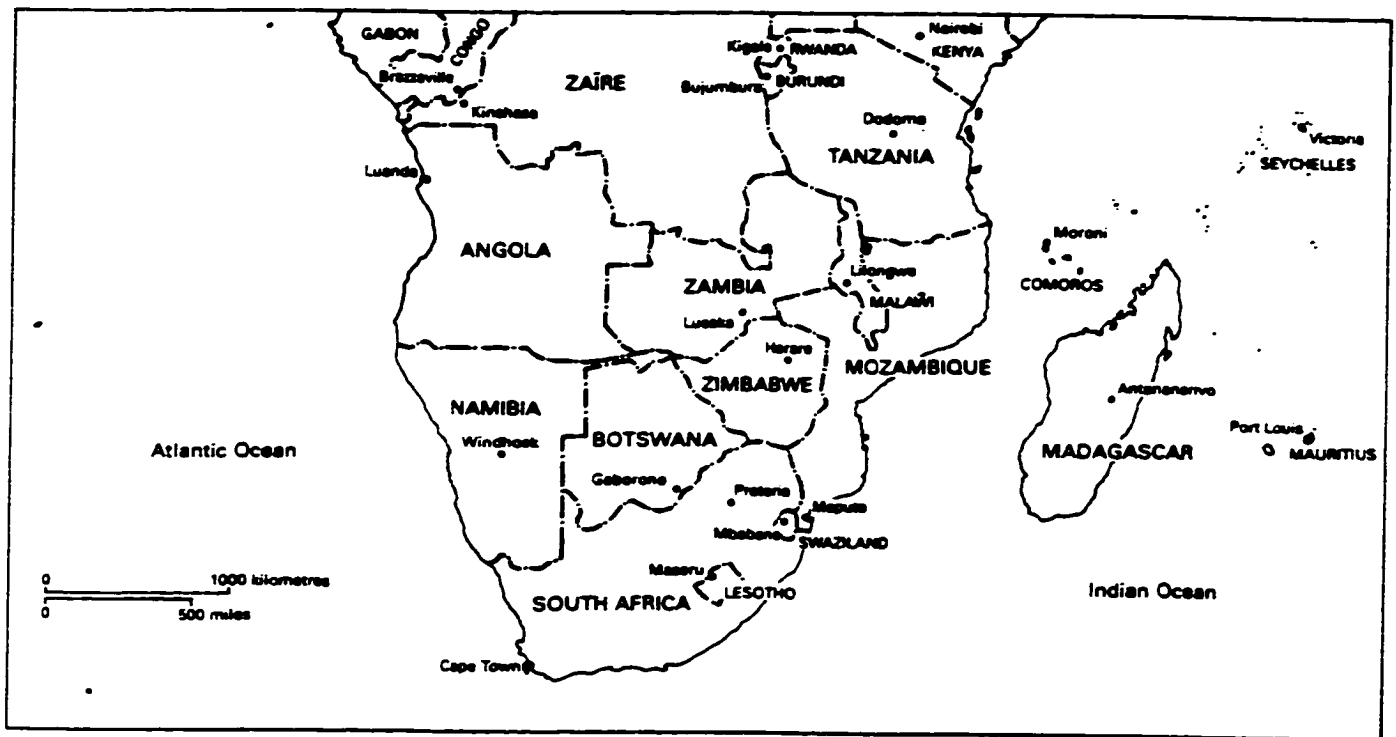 GABON
CONGO
Nairobi
KENYA
Kigale
RWANDA
Brazzaville
ZAÏRE
Bujumbura
BURUNDI
Kinshasa
Dodoma
Victoria
TANZANIA
SEYCHELLES
Luanda
Moroni
ANGOLA
Lilongwe
ZAMBIA
COMOROS
MALAWI
Lusaka
Harare
MOZAMBIQUE
ZIMBABWE
Antananarivo
NAMIBIA
Windhoek
BOTSWANA
Port Louis
Atlantic Ocean
MADAGASCAR
MAURITIUS
Gaborone
Pretoria
Maputo
Mbabane
SWAZILAND
Maseru
0 1000 kilometres
LESOTHO
Indian Ocean
SOUTH AFRICA
0 500 miles
Cape Town